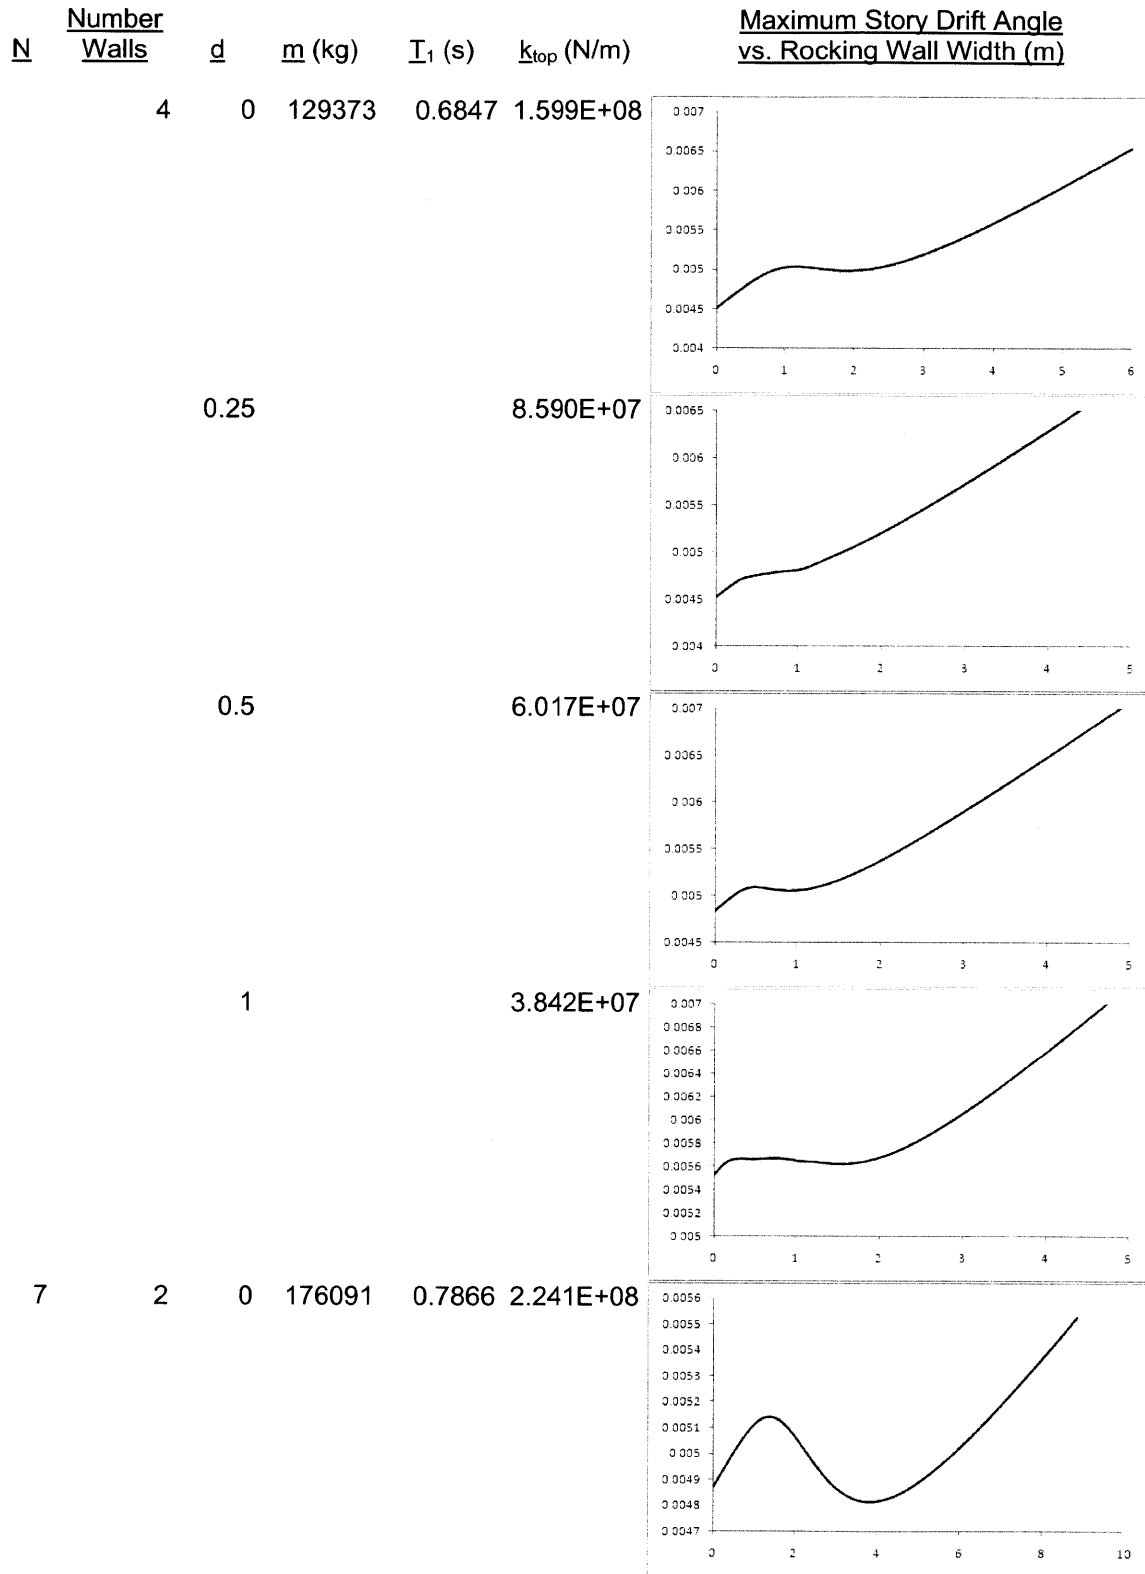 Number
N Walls d m (kg) T1 (s) ktop (N/m)
Maximum Story Drift Angle
vs. Rocking Wall Width (m)
4 0 129373 0.6847 1.599E+08
0.007
0.0065
0.006
0.0055
0.005
0.0045
0.004
0 1 2 3 4 5 6
0.25 8.590E+07
0.0065
0.006
0.0055
0.005
0.0045
0.004
0 1 2 3 4 5
0.5 6.017E+07
0.007
0.0065
0.006
0.0055
0.005
0.0045
0 1 2 3 4 5
1 3.842E+07
0.007
0.0068
0.0066
0.0064
0.0062
0.006
0.0058
0.0056
0.0054
0.0052
0.005
0 1 2 3 4 5
7 2 0 176091 0.7866 2.241E+08
0.0056
0.0055
0.0054
0.0053
0.0052
0.0051
0.005
0.0049
0.0048
0.0047
0 2 4 6 8 10